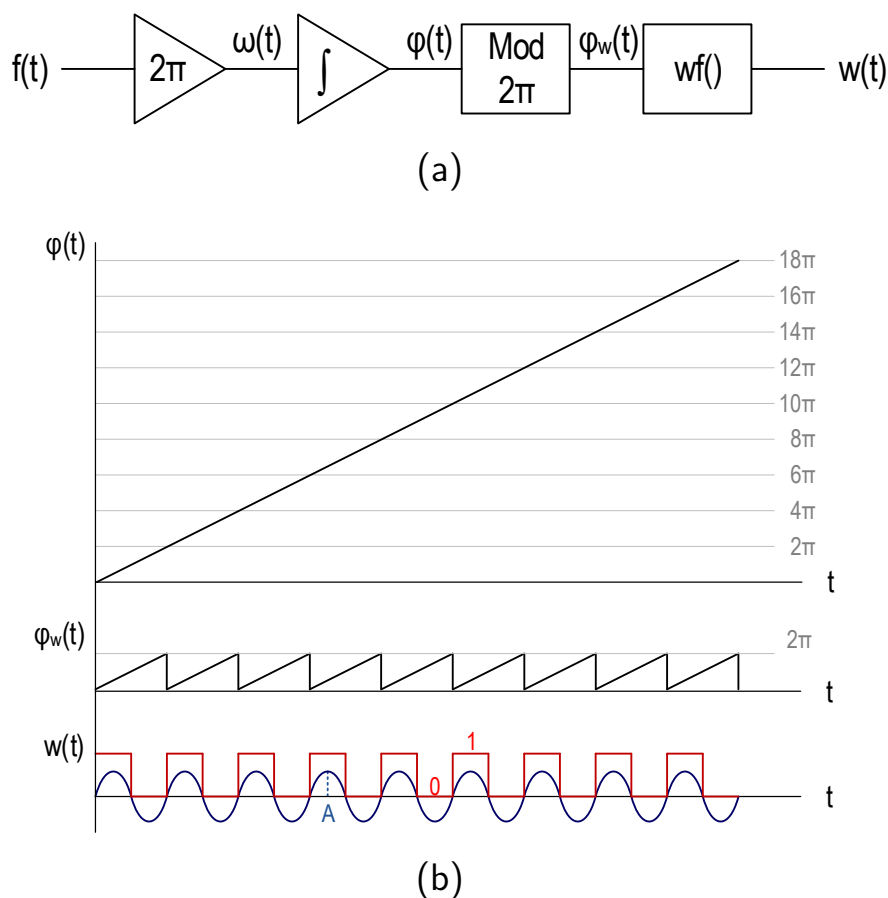 f(t) 2π ω(t) ∫ φ(t) Mod 2π φw(t) wf() w(t)
(a)
φ(t)
18π
16π
14π
12π
10π
8π
6π
4π
2π
t
φw(t)
2π
t
w(t)
1
0
t
A
(b)